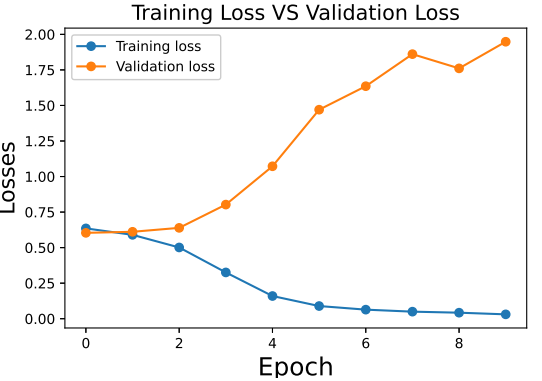 Training Loss VS Validation Loss
2.00
1.75
1.50
1.25
1.00
0.75
0.50
0.25
0.00
Losses
Training loss
Validation loss
0 2 4 6 8
Epoch